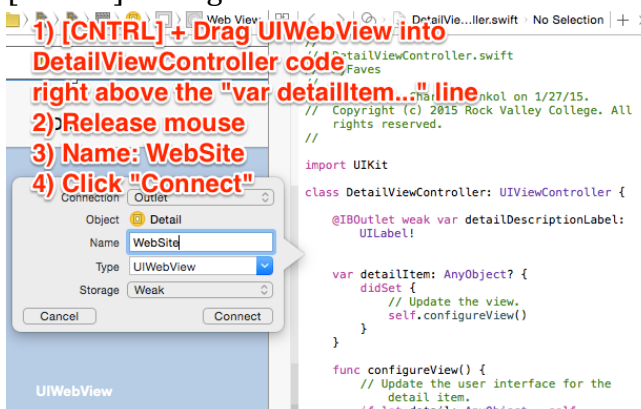 Web View
DetailVie...ller.swift
No Selection
1) [CNTRL] + Drag UIWebView into
DetailViewController code
right above the "var detailItem..." line
2) Release mouse
3) Name: WebSite
4) Click "Connect"
DetailViewController.swift
on 1/27/15.
// Copyright (c) 2015 Rock Valley College. All
rights reserved.
//
import UIKit
class DetailViewController: UIViewController {
@IBOutlet weak var detailDescriptionLabel:
UILabel!
var detailItem: AnyObject? {
didSet {
// Update the view.
self.configureView()
}
}
func configureView() {
// Update the user interface for the
detail item.
Connection Outlet
Object Detail
Name WebSite
Type UIWebView
Storage Weak
Cancel Connect
UIWebView